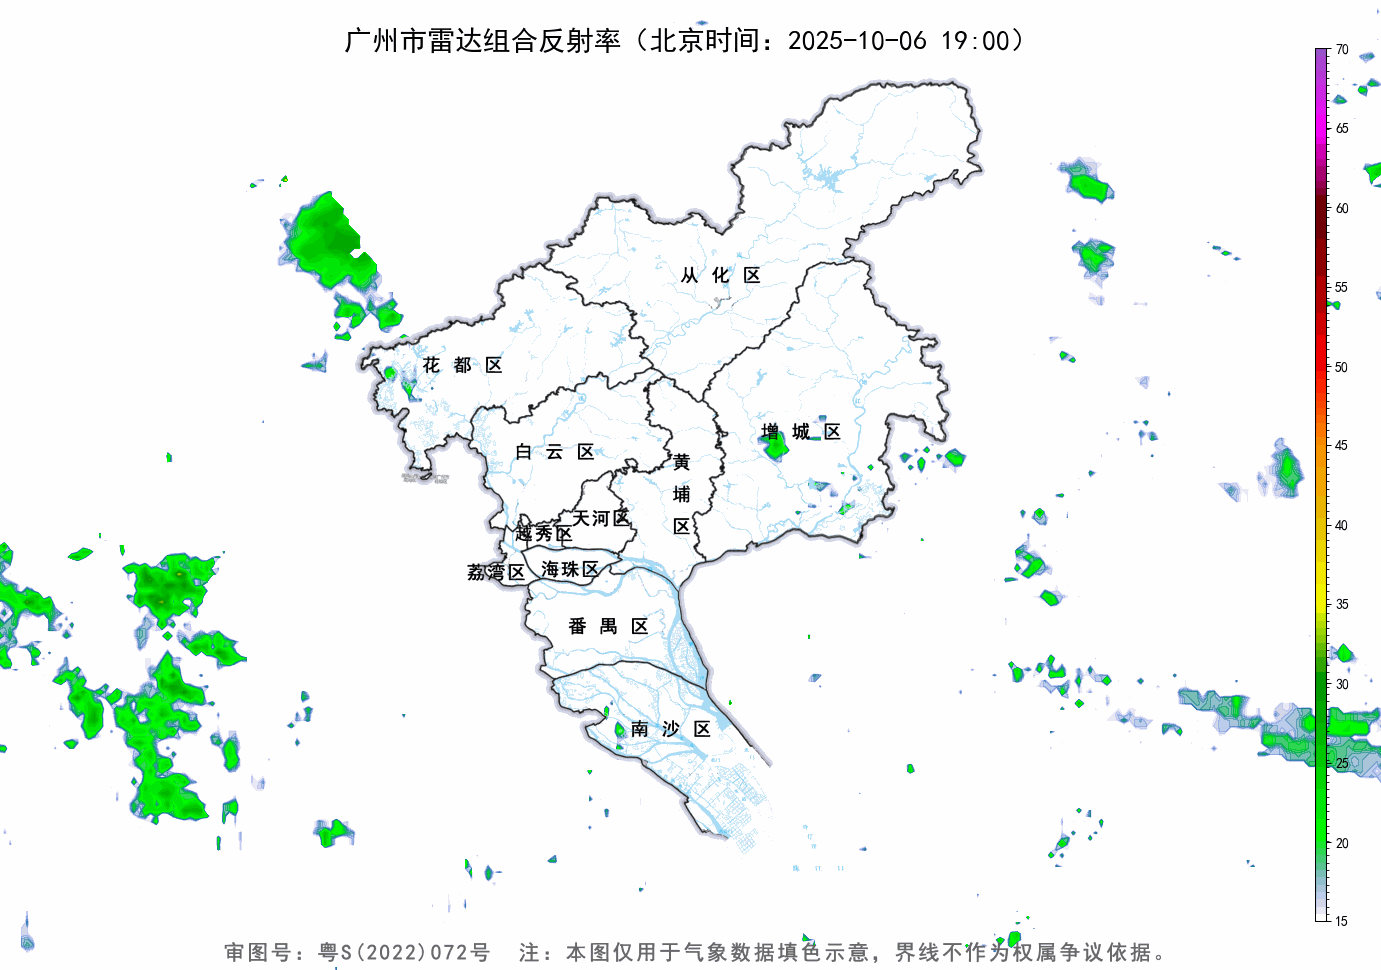 广州市雷达组合反射率（北京时间：2025-10-06 19:00）
70
65
60
55
50
45
40
35
30
25
20
15
从化区
花都区
增城区
白云区
黄埔区
天河区
越秀区
荔湾区
海珠区
番禺区
南沙区
审图号：粤S(2022)072号 注：本图仅用于气象数据填色示意，界线不作为权属争议依据。